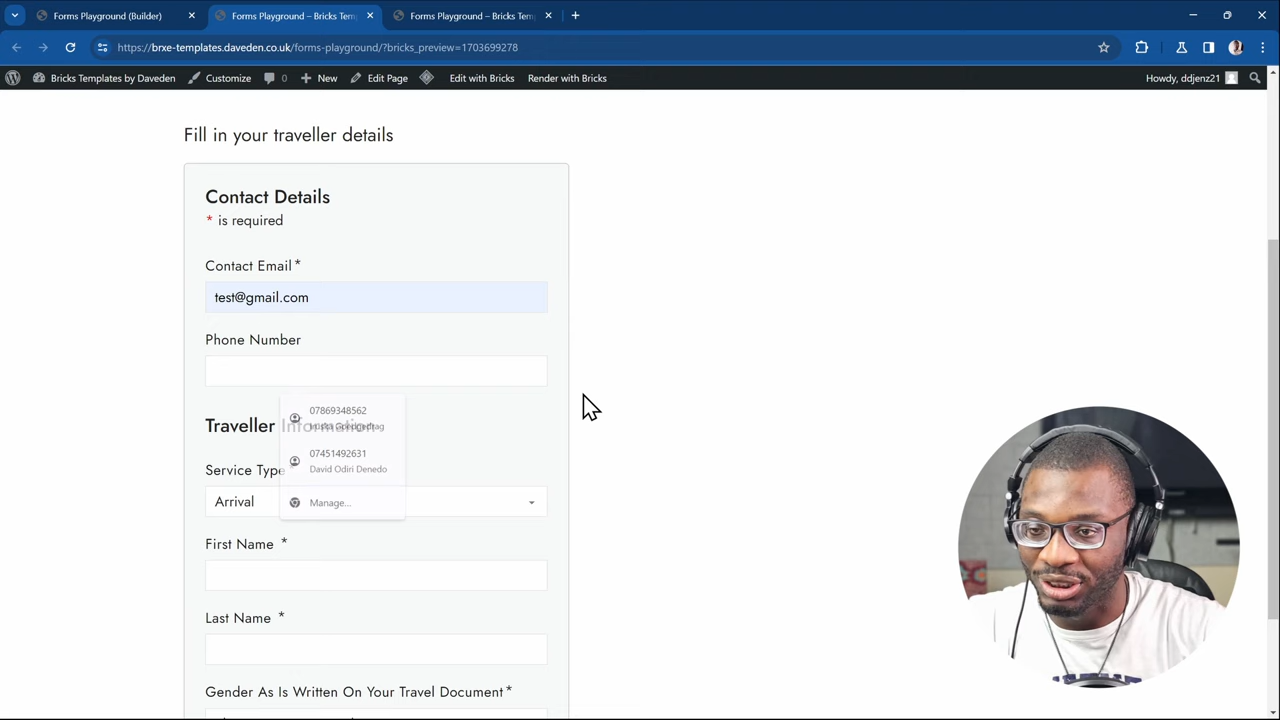 Forms Playground (Builder)
Forms Playground – Bricks Tem
Forms Playground – Bricks Tem
https://brxe-templates.daveden.co.uk/forms-playground/?bricks_preview=1703699278
Bricks Templates by Daveden
Customize
0
New
Edit Page
Edit with Bricks
Render with Bricks
Howdy, ddjenz21
Fill in your traveller details
Contact Details
* is required
Contact Email*
test@gmail.com
Phone Number
07869348562
Traveller Information
07451492631
David Odiri Denedo
Service Type
Arrival
Manage...
First Name *
Last Name *
Gender As Is Written On Your Travel Document*